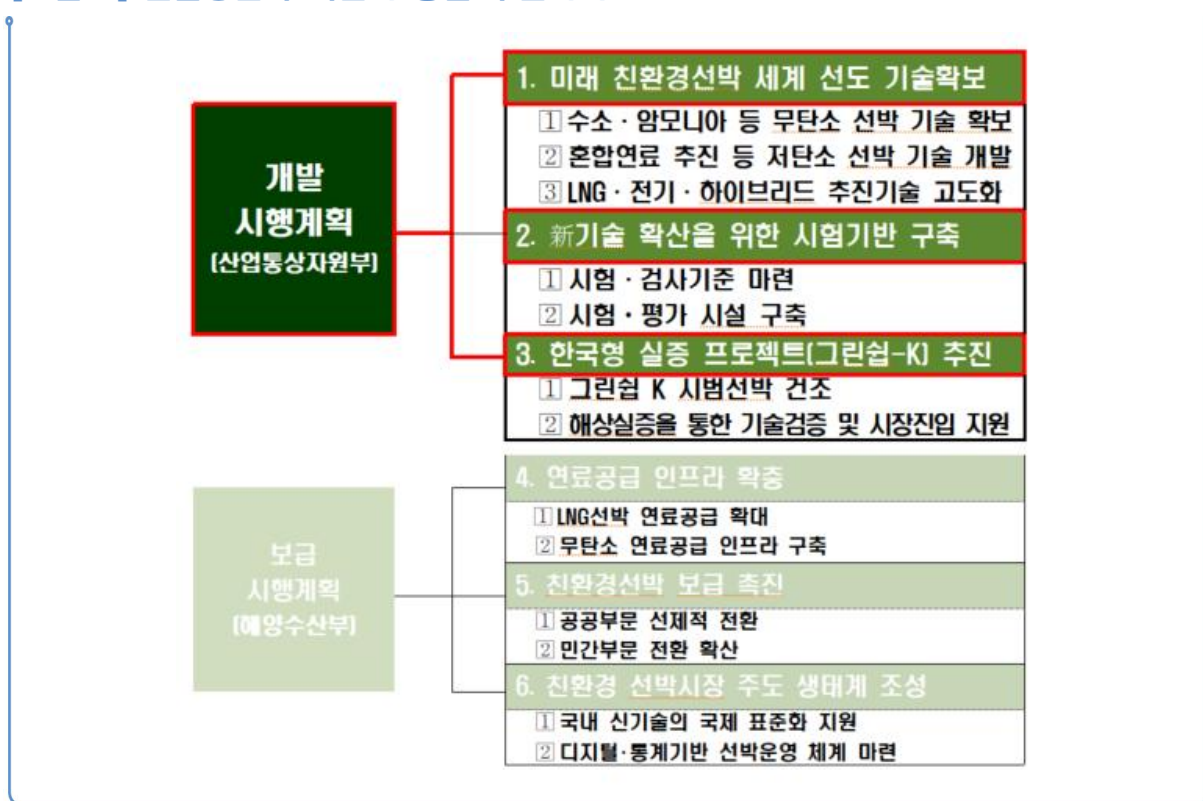 개발
시행계획
(산업통상자원부)
1. 미래 친환경선박 세계 선도 기술확보
1 수소·암모니아 등 무탄소 선박 기술 확보
2 혼합연료 추진 등 저탄소 선박 기술 개발
3 LNG·전기·하이브리드 추진기술 고도화
2. 新기술 확산을 위한 시험기반 구축
1 시험·검사기준 마련
2 시험·평가 시설 구축
3. 한국형 실증 프로젝트(그린쉽-K) 추진
1 그린쉽 K 시범선박 건조
2 해상실증을 통한 기술검증 및 시장진입 지원
보급
시행계획
(해양수산부)
4. 연료공급 인프라 확충
1 LNG선박 연료공급 확대
2 무탄소 연료공급 인프라 구축
5. 친환경선박 보급 촉진
1 공공부문 선제적 전환
2 민간부문 전환 확산
6. 친환경 선박시장 주도 생태계 조성
1 국내 신기술의 국제 표준화 지원
2 디지털·통계기반 선박운영 체계 마련